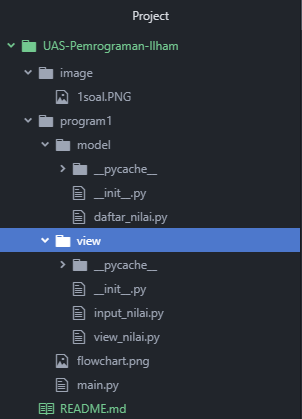 Project
UAS-Pemrograman-Ilham
image
1soal.PNG
program1
model
__pycache__
__init__.py
daftar_nilai.py
view
__pycache__
__init__.py
input_nilai.py
view_nilai.py
flowchart.png
main.py
README.md